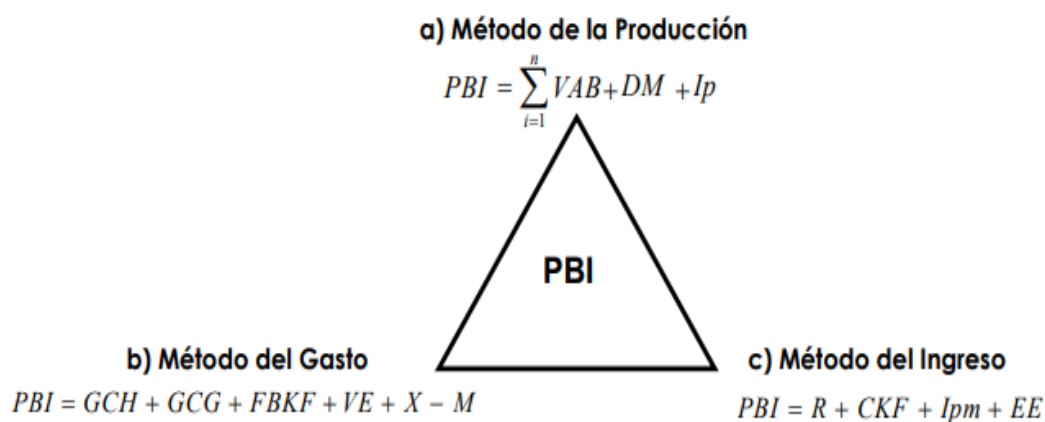 a) Método de la Producción
PBI = \sum_{i=1}^{n} VAB + DM + Ip
PBI
b) Método del Gasto
PBI = GCH + GCG + FBKF + VE + X − M
c) Método del Ingreso
PBI = R + CKF + Ipm + EE